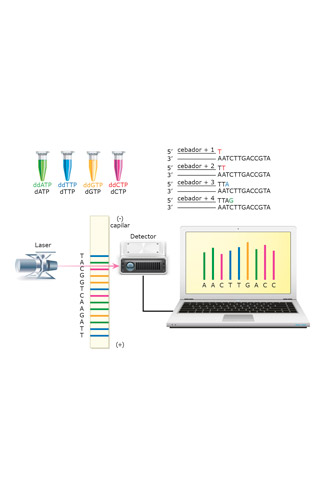 ddATP ddTTP ddGTP ddCTP
dATP dTTP dGTP dCTP
5' cebador + 1 T
3' AATCTTGACCGTA
5' cebador + 2 TT
3' AATCTTGACCGTA
5' cebador + 3 TTA
3' AATCTTGACCGTA
5' cebador + 4 TTAG
3' AATCTTGACCGTA
(-)
capilar
Detector
Laser
T
A
C
G
G
T
C
A
A
G
A
T
T
(+)
A A C T T G A C C